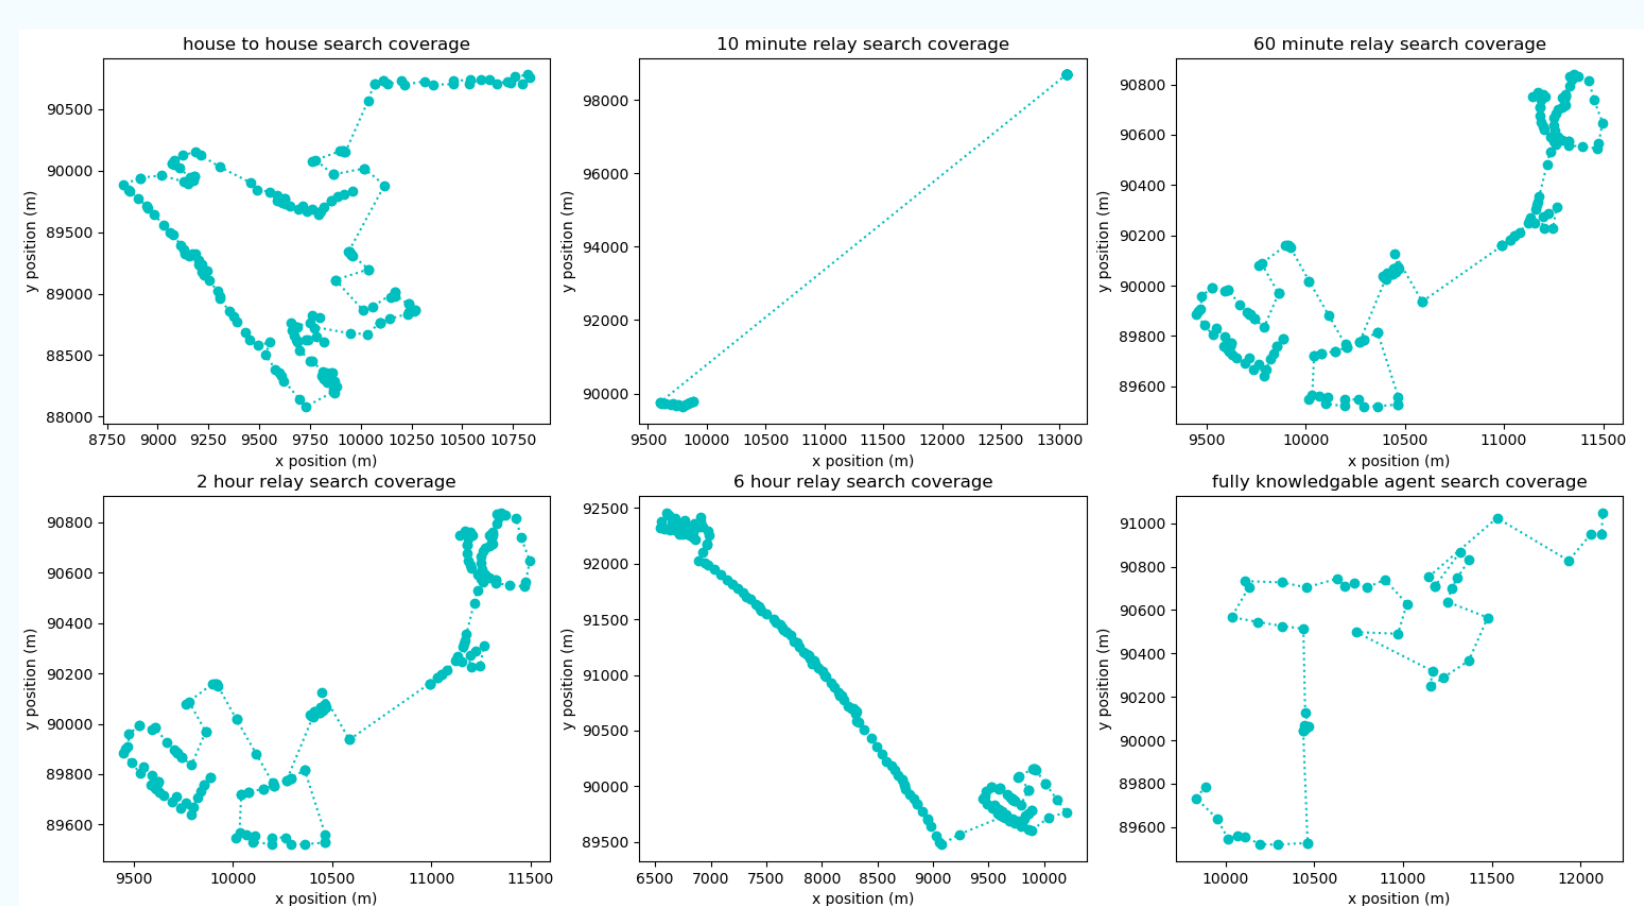 house to house search coverage
y position (m)
90500
90000
89500
89000
88500
88000
8750 9000 9250 9500 9750 10000 10250 10500 10750
x position (m)
10 minute relay search coverage
y position (m)
98000
96000
94000
92000
90000
9500 10000 10500 11000 11500 12000 12500 13000
x position (m)
60 minute relay search coverage
y position (m)
90800
90600
90400
90200
90000
89800
89600
9500 10000 10500 11000 11500
x position (m)
2 hour relay search coverage
y position (m)
90800
90600
90400
90200
90000
89800
89600
9500 10000 10500 11000 11500
x position (m)
6 hour relay search coverage
y position (m)
92500
92000
91500
91000
90500
90000
89500
6500 7000 7500 8000 8500 9000 9500 10000
x position (m)
fully knowledgable agent search coverage
y position (m)
91000
90800
90600
90400
90200
90000
89800
89600
10000 10500 11000 11500 12000
x position (m)